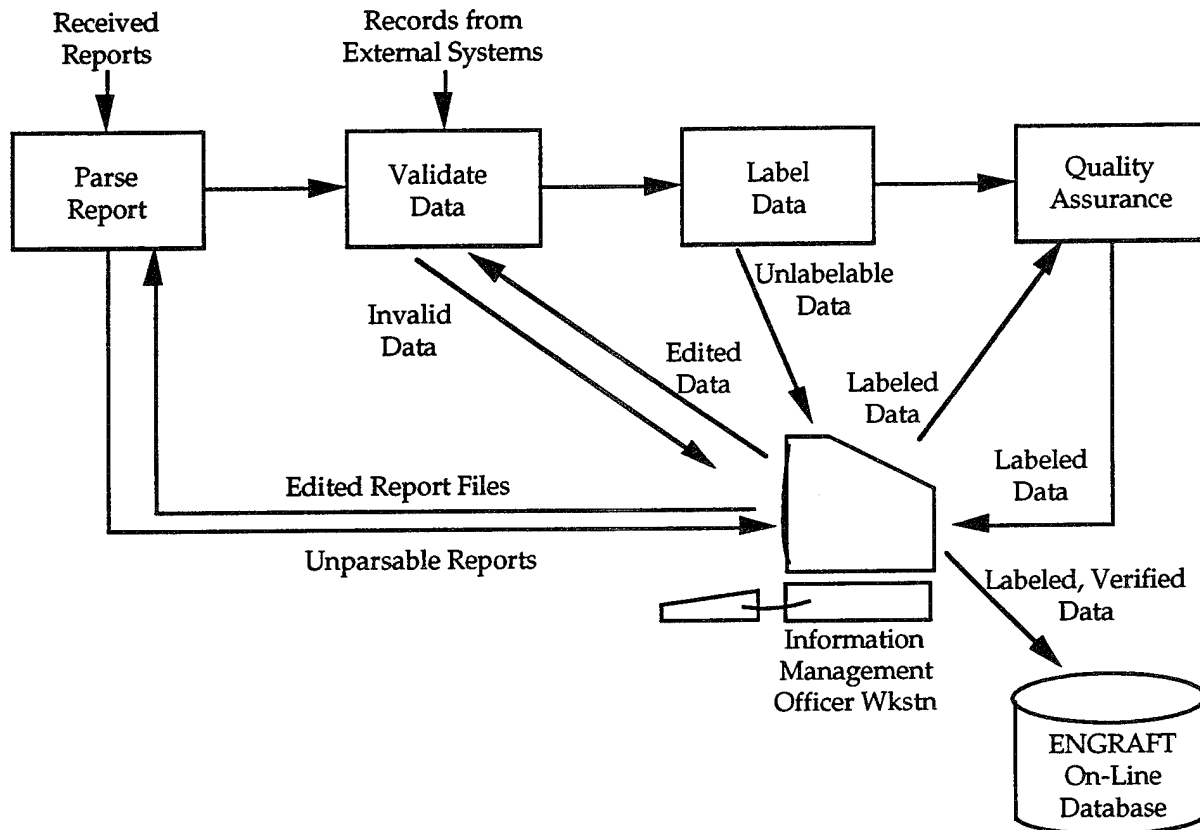 Received
Reports
Records from
External Systems
Parse
Report
Validate
Data
Label
Data
Quality
Assurance
Invalid
Data
Edited
Data
Unlabelable
Data
Labeled
Data
Labeled
Data
Edited Report Files
Unparsable Reports
Labeled, Verified
Data
Information
Management
Officer Wkstn
ENGRAFT
On-Line
Database